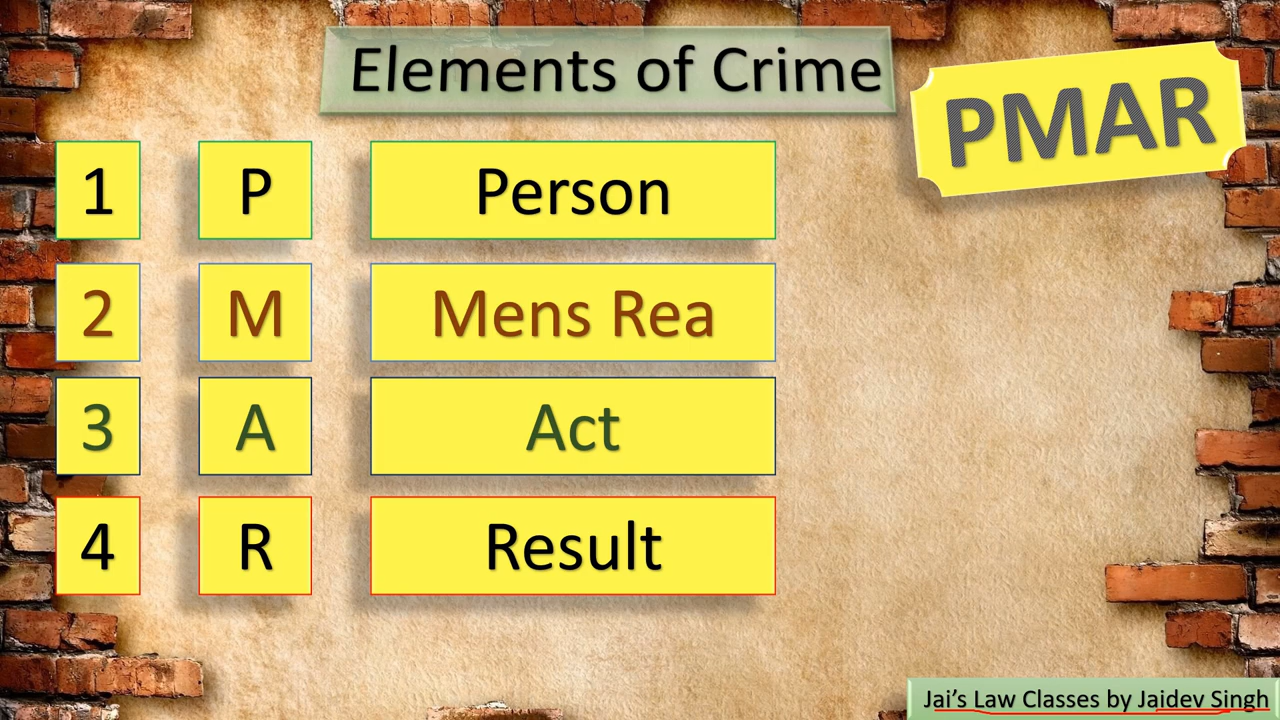 Elements of Crime
PMAR
1 P Person
2 M Mens Rea
3 A Act
4 R Result
Jai's Law Classes by Jaidev Singh